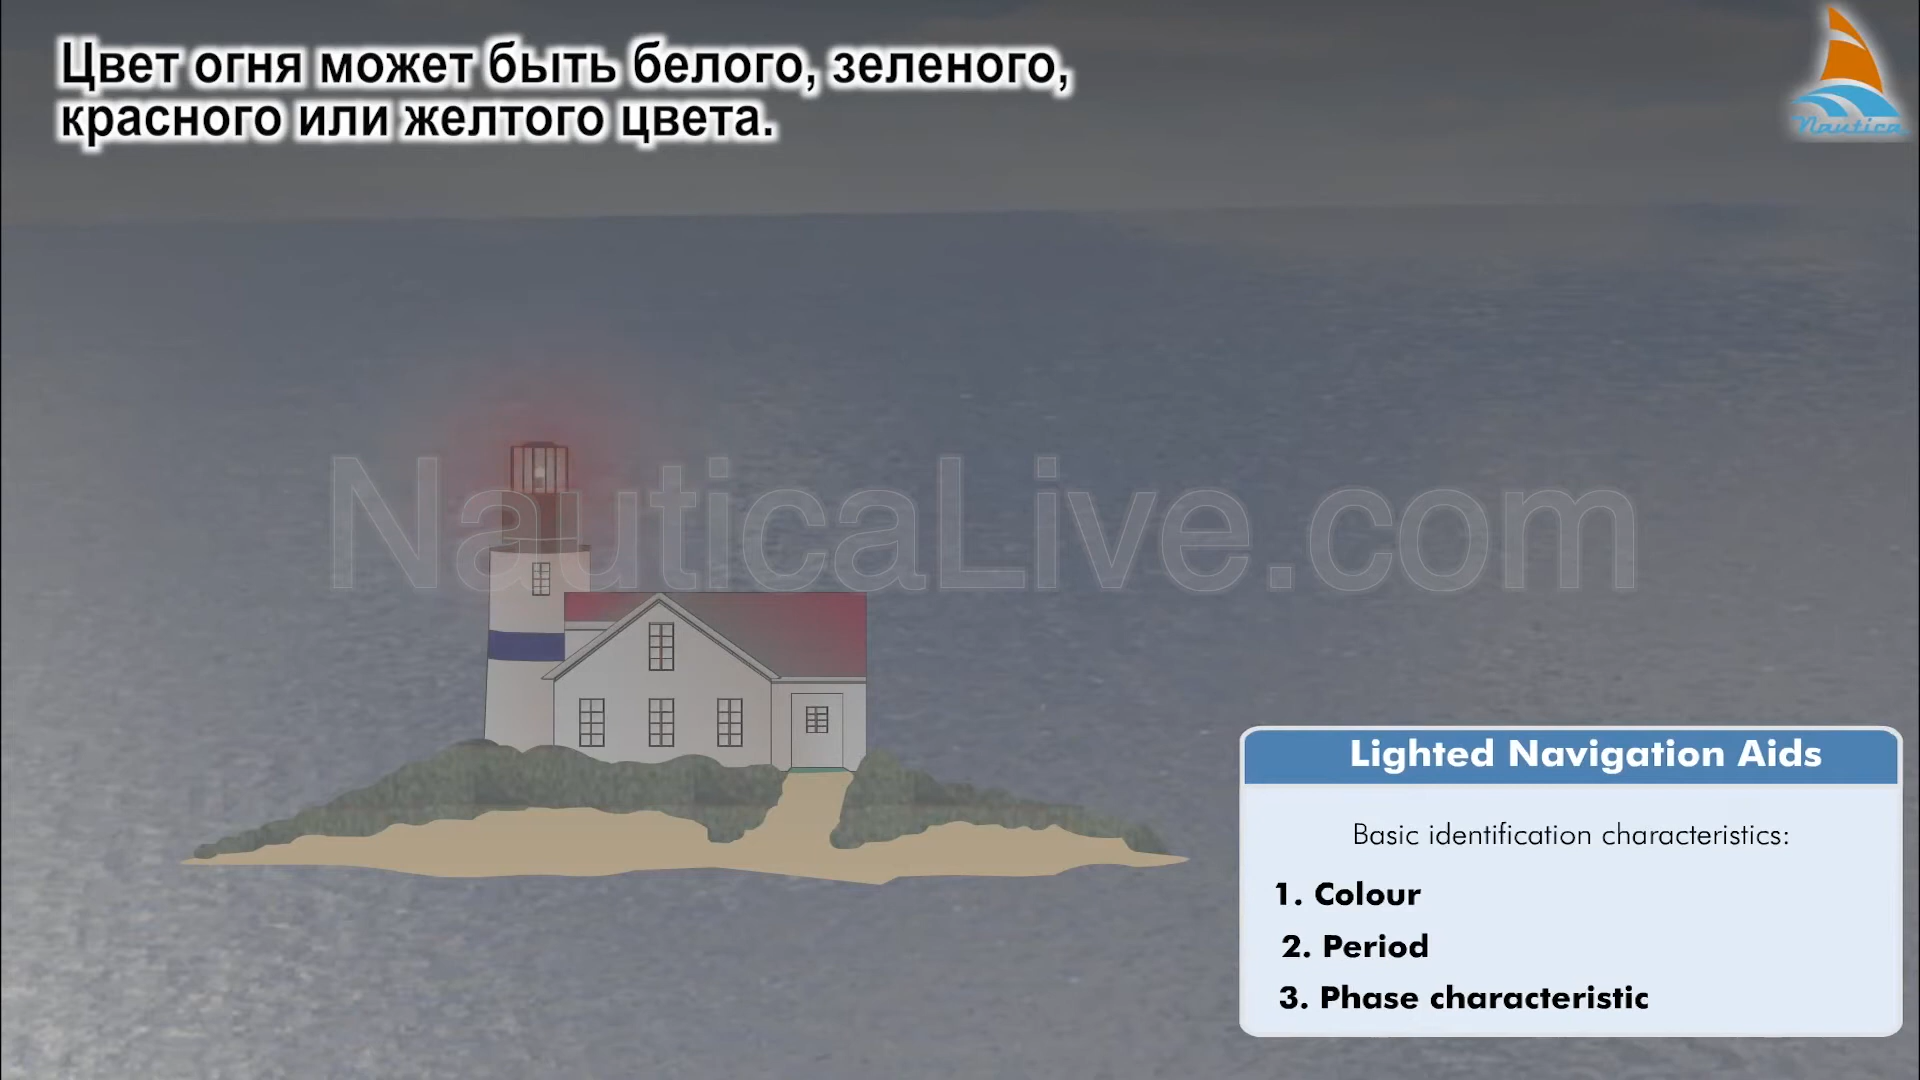 Цвет огня может быть белого, зеленого,
красного или желтого цвета.
Nautica
NauticaLive.com
Lighted Navigation Aids
Basic identification characteristics:
1. Colour
2. Period
3. Phase characteristic